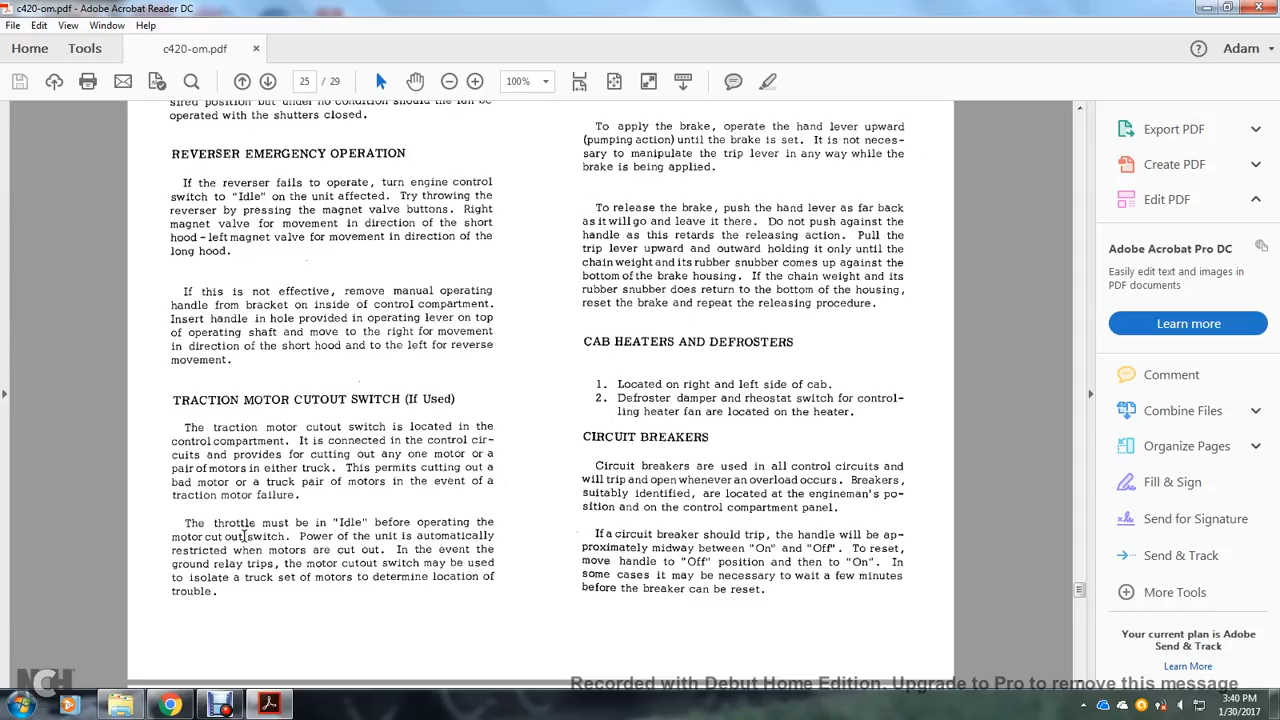 c420-om.pdf - Adobe Acrobat Reader DC
File Edit View Window Help
Home Tools c420-om.pdf × Adam
25 / 29 100%
sired position but under no condition should the fan be
operated with the shutters closed.
REVERSER EMERGENCY OPERATION
If the reverser fails to operate, turn engine control
switch to "Idle" on the unit affected. Try throwing the
reverser by pressing the magnet valve buttons. Right
magnet valve for movement in direction of the short
hood - left magnet valve for movement in direction of the
long hood.
If this is not effective, remove manual operating
handle from bracket on inside of control compartment.
Insert handle in hole provided in operating lever on top
of operating shaft and move to the right for movement
in direction of the short hood and to the left for reverse
movement.
TRACTION MOTOR CUTOUT SWITCH (If Used)
The traction motor cutout switch is located in the
control compartment. It is connected in the control cir-
cuits and provides for cutting out any one motor or a
pair of motors in either truck. This permits cutting out a
bad motor or a truck pair of motors in the event of a
traction motor failure.
The throttle must be in "Idle" before operating the
motor cut out switch. Power of the unit is automatically
restricted when motors are cut out. In the event the
ground relay trips, the motor cutout switch may be used
to isolate a truck set of motors to determine location of
trouble.
To apply the brake, operate the hand lever upward
(pumping action) until the brake is set. It is not neces-
sary to manipulate the trip lever in any way while the
brake is being applied.
To release the brake, push the hand lever as far back
as it will go and leave it there. Do not push against the
handle as this retards the releasing action. Pull the
trip lever upward and outward holding it only until the
chain weight and its rubber snubber comes up against the
bottom of the brake housing. If the chain weight and its
rubber snubber does return to the bottom of the housing,
reset the brake and repeat the releasing procedure.
CAB HEATERS AND DEFROSTERS
1. Located on right and left side of cab.
2. Defroster damper and rheostat switch for control-
ling heater fan are located on the heater.
CIRCUIT BREAKERS
Circuit breakers are used in all control circuits and
will trip and open whenever an overload occurs. Breakers,
suitably identified, are located at the engineman's po-
sition and on the control compartment panel.
If a circuit breaker should trip, the handle will be ap-
proximately midway between "On" and "Off". To reset,
move handle to "Off" position and then to "On". In
some cases it may be necessary to wait a few minutes
before the breaker can be reset.
Export PDF
Create PDF
Edit PDF
Adobe Acrobat Pro DC
Easily edit text and images in
PDF documents
Learn more
Comment
Combine Files
Organize Pages
Fill & Sign
Send for Signature
Send & Track
More Tools
Your current plan is Adobe
Send & Track
Learn More
NCH
Recorded with Debut Home Edition. Upgrade to Pro to remove this message
3:40 PM
1/30/2017